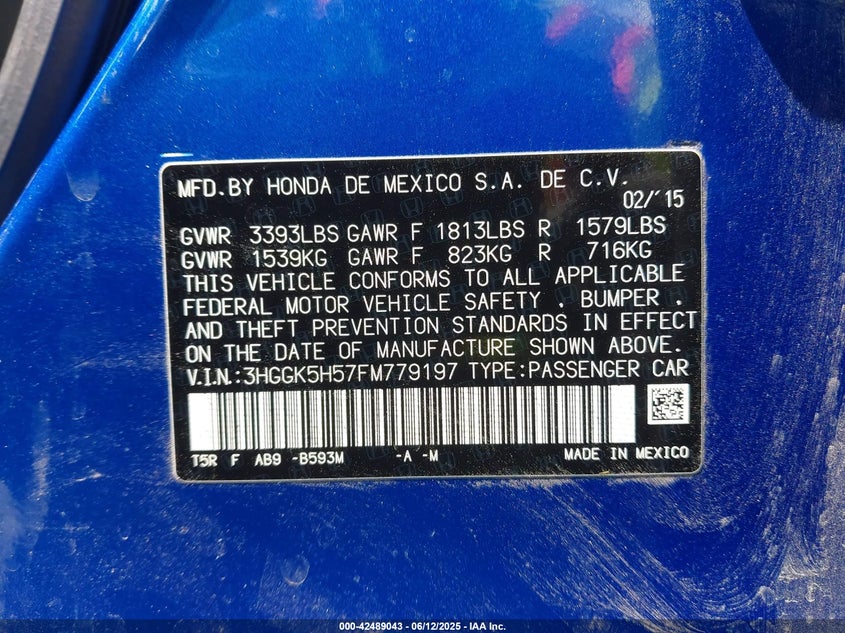 MFD.BY HONDA DE MEXICO S.A. DE C.V.
02/'15
GVWR 3393LBS GAWR F 1813LBS R 1579LBS
GVWR 1539KG GAWR F 823KG R 716KG
THIS VEHICLE CONFORMS TO ALL APPLICABLE
FEDERAL MOTOR VEHICLE SAFETY , BUMPER ,
AND THEFT PREVENTION STANDARDS IN EFFECT
ON THE DATE OF MANUFACTURE SHOWN ABOVE.
V.I.N.:3HGGK5H57FM779197 TYPE:PASSENGER CAR
T5R F AB9 -B593M -A -M MADE IN MEXICO
000-42489043 - 06/12/2025 - IAA Inc.